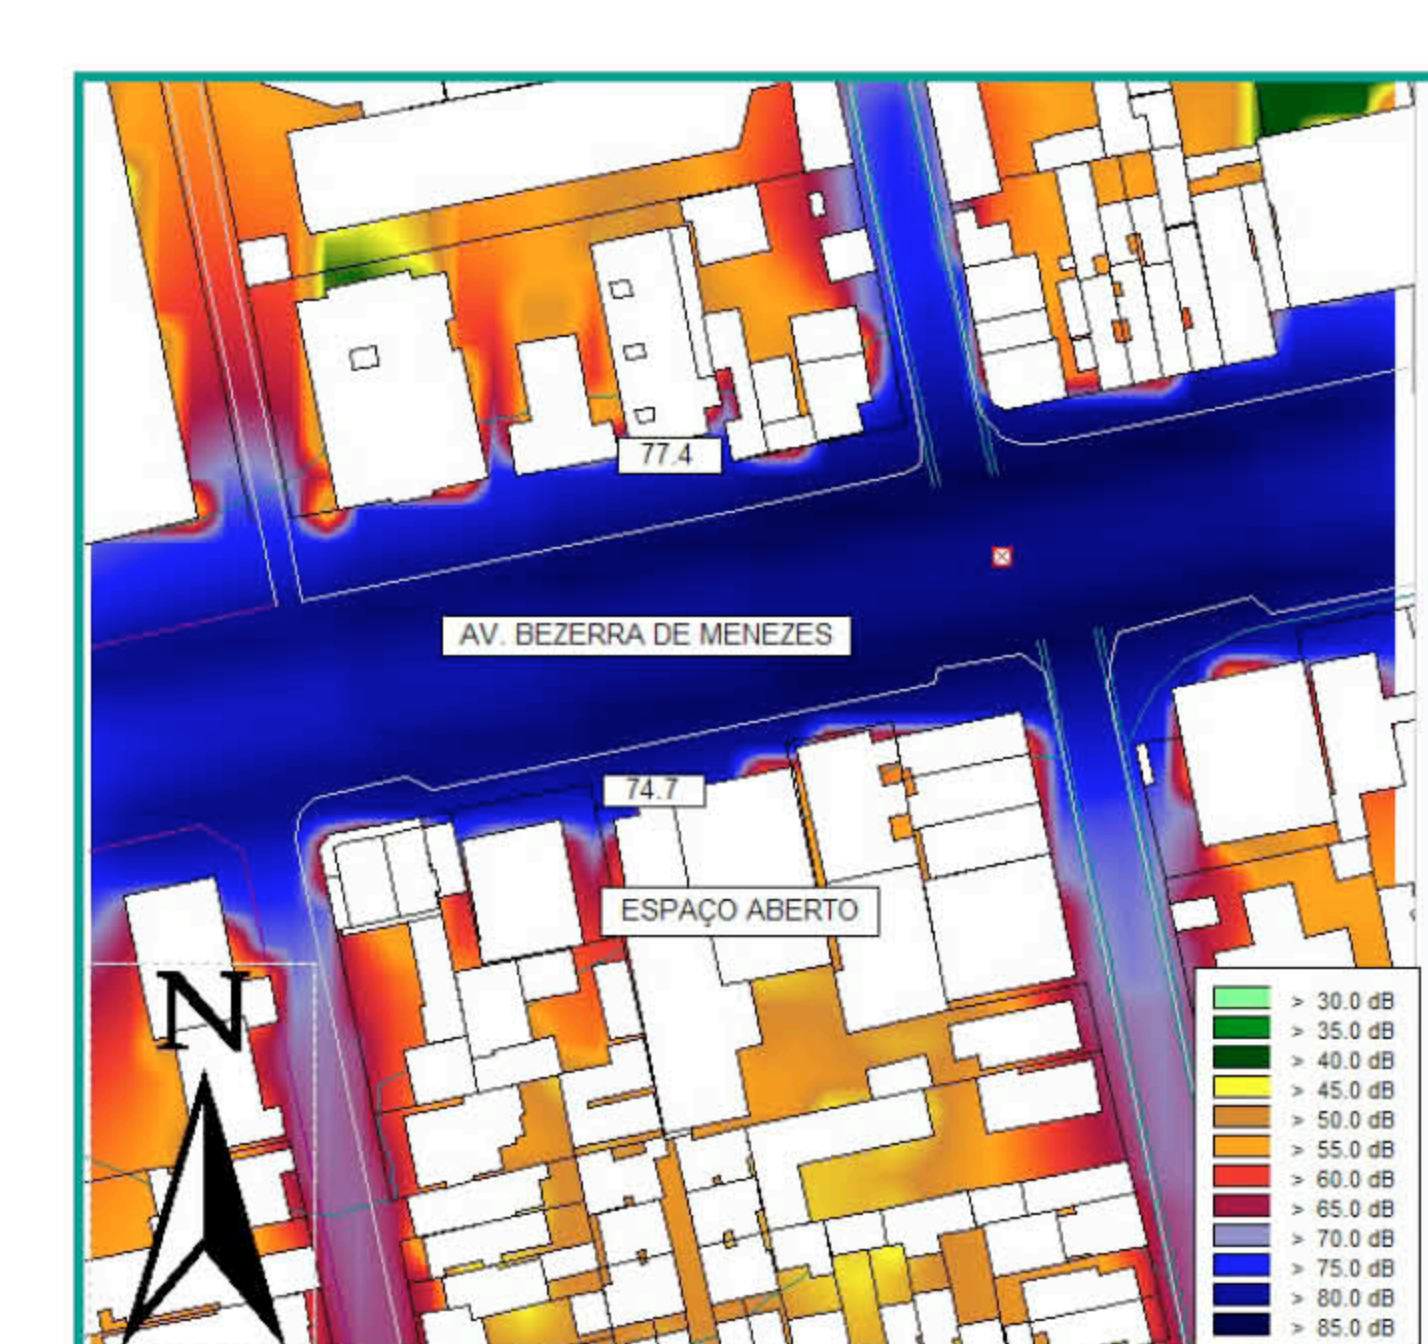 77.4
AV. BEZERRA DE MENEZES
74.7
ESPAÇO ABERTO
N
> 30.0 dB
> 35.0 dB
> 40.0 dB
> 45.0 dB
> 50.0 dB
> 55.0 dB
> 60.0 dB
> 65.0 dB
> 70.0 dB
> 75.0 dB
> 80.0 dB
> 85.0 dB